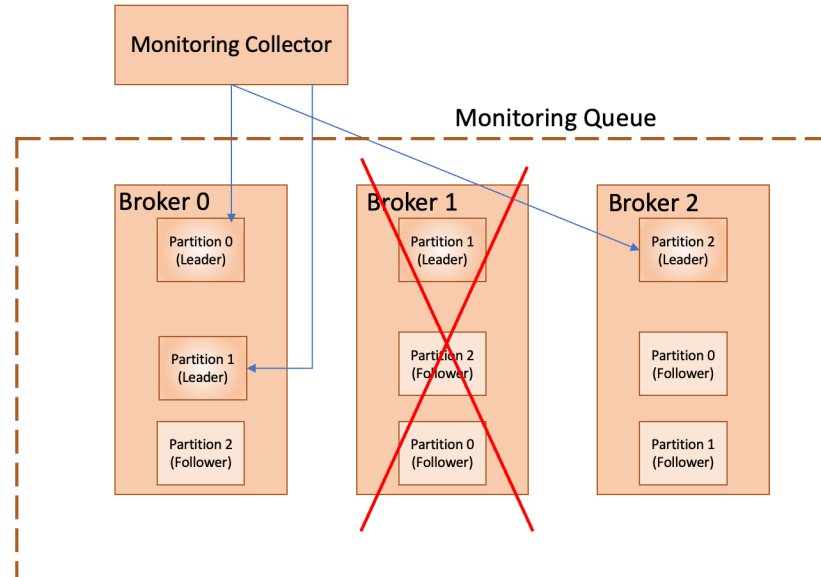 Monitoring Collector
Monitoring Queue
Broker 0
Partition 0
(Leader)
Partition 1
(Leader)
Partition 2
(Follower)
Broker 1
Partition 1
(Leader)
Partition 2
(Follower)
Partition 0
(Follower)
Broker 2
Partition 2
(Leader)
Partition 0
(Follower)
Partition 1
(Follower)